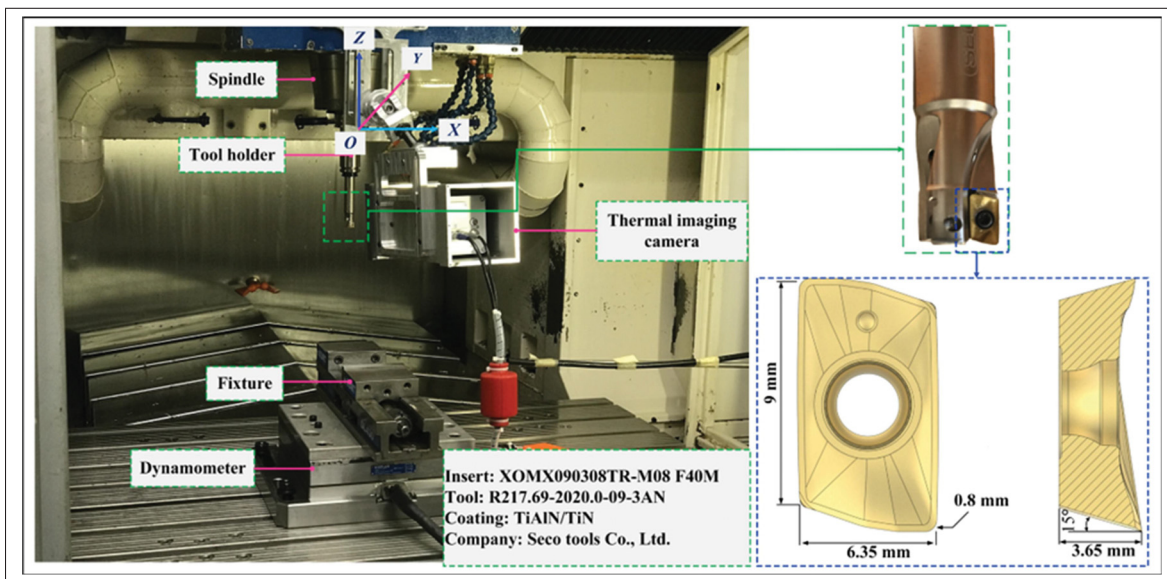 Z
Y
Spindle
X
O
Tool holder
Thermal imaging
camera
Fixture
Dynamometer
Insert: XOMX090308TR-M08 F40M
Tool: R217.69-2020.0-09-3AN
Coating: TiAlN/TiN
Company: Seco tools Co., Ltd.
9 mm
0.8 mm
6.35 mm
15°
3.65 mm